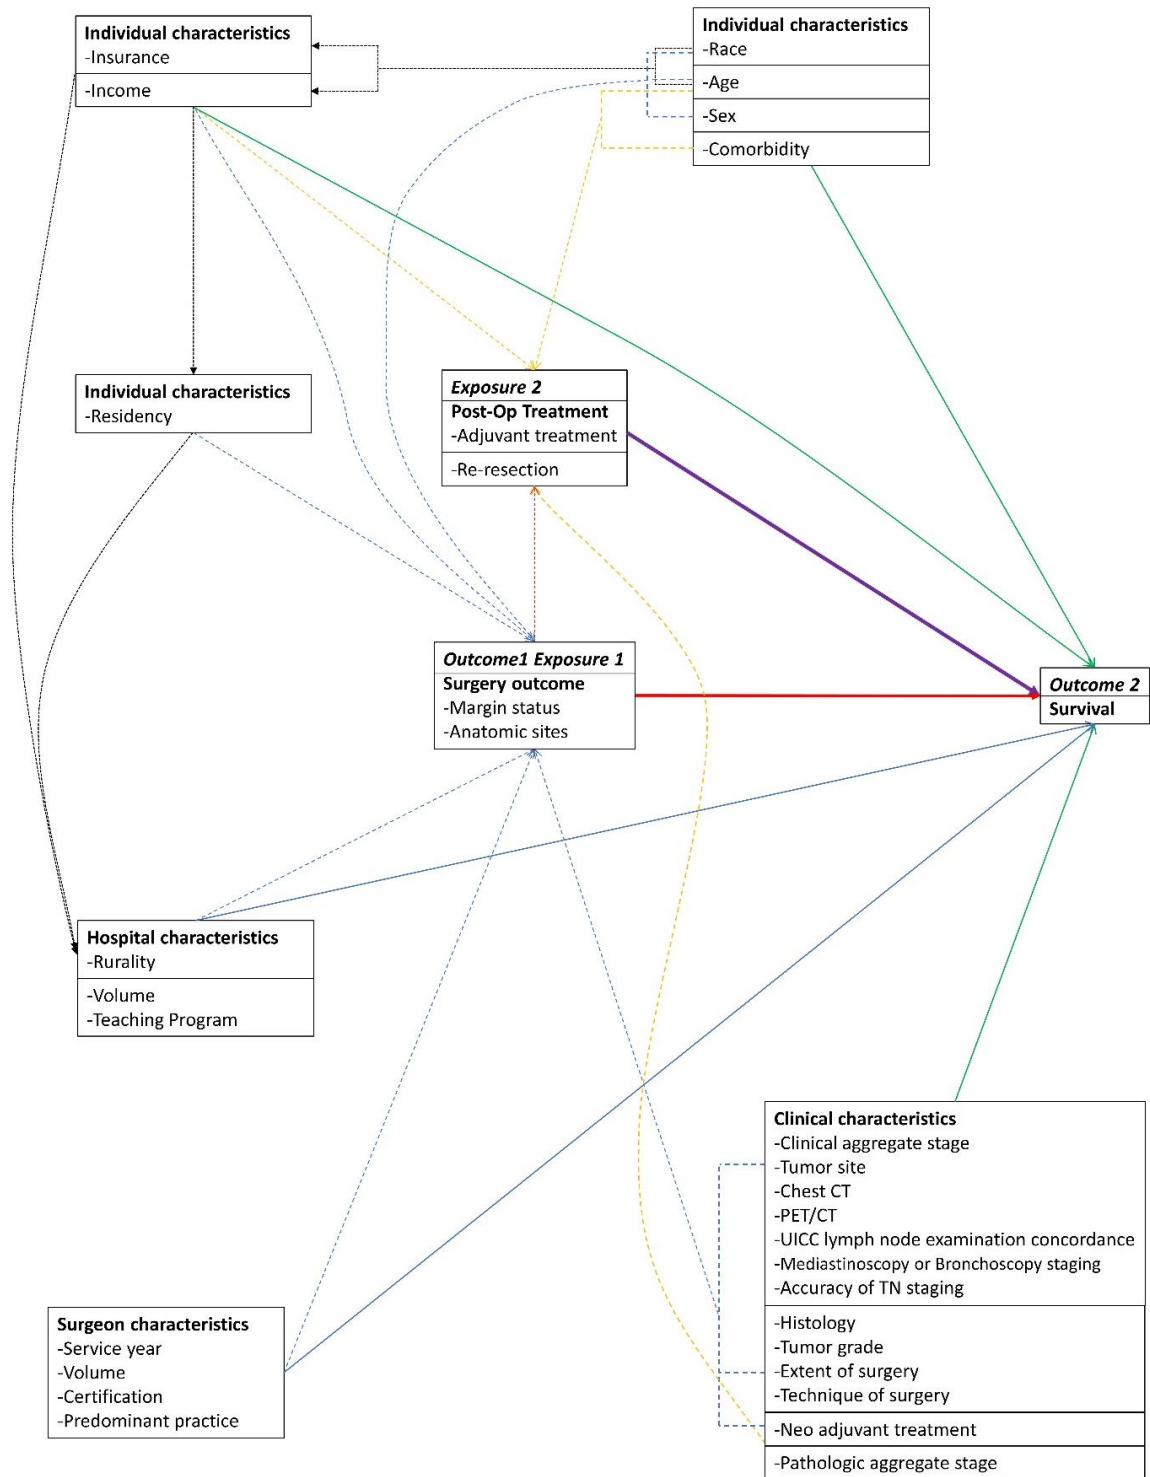 Individual characteristics
-Insurance
-Income
Individual characteristics
-Race
-Age
-Sex
-Comorbidity
Individual characteristics
-Residency
Exposure 2
Post-Op Treatment
-Adjuvant treatment
-Re-resection
Outcome1 Exposure 1
Surgery outcome
-Margin status
-Anatomic sites
Outcome 2
Survival
Hospital characteristics
-Rurality
-Volume
-Teaching Program
Clinical characteristics
-Clinical aggregate stage
-Tumor site
-Chest CT
-PET/CT
-UICC lymph node examination concordance
-Mediastinoscopy or Bronchoscopy staging
-Accuracy of TN staging
-Histology
-Tumor grade
-Extent of surgery
-Technique of surgery
-Neo adjuvant treatment
-Pathologic aggregate stage
Surgeon characteristics
-Service year
-Volume
-Certification
-Predominant practice